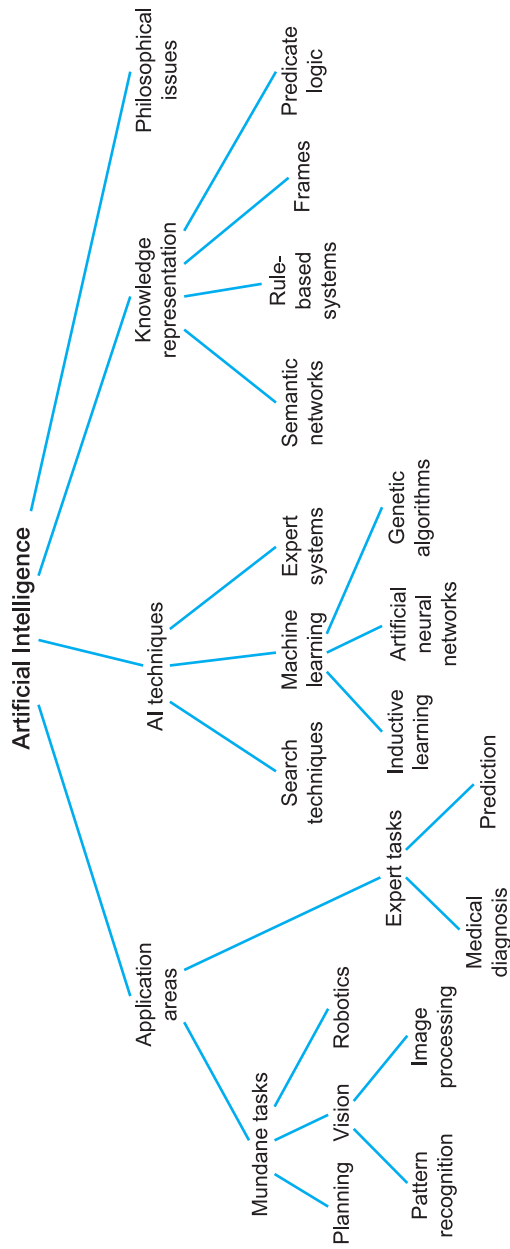 Artificial Intelligence
Application
areas
AI techniques
Knowledge
representation
Philosophical
issues
Mundane tasks
Expert tasks
Search
techniques
Machine
learning
Expert
systems
Semantic
networks
Rule-
based
systems
Frames
Predicate
logic
Planning
Vision
Robotics
Medical
diagnosis
Prediction
Inductive
learning
Artificial
neural
networks
Genetic
algorithms
Pattern
recognition
Image
processing